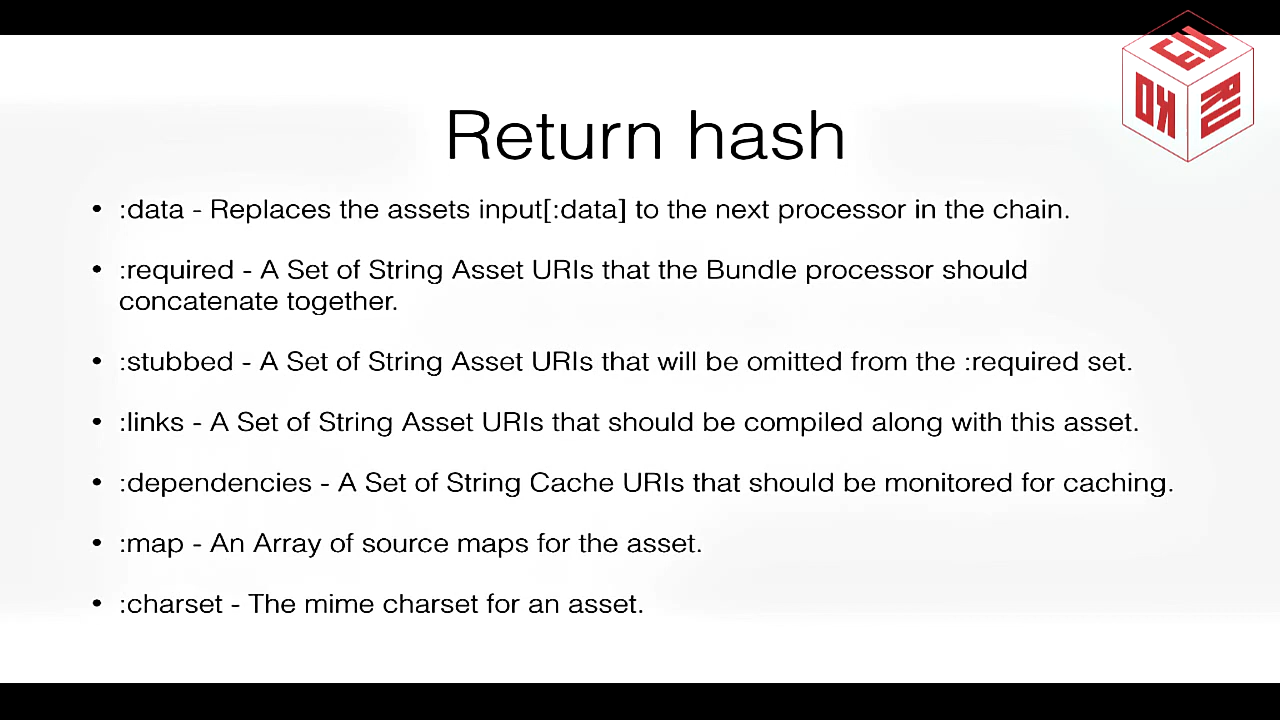 Return hash
• :data - Replaces the assets input[:data] to the next processor in the chain.
• :required - A Set of String Asset URIs that the Bundle processor should
concatenate together.
• :stubbed - A Set of String Asset URIs that will be omitted from the :required set.
• :links - A Set of String Asset URIs that should be compiled along with this asset.
• :dependencies - A Set of String Cache URIs that should be monitored for caching.
• :map - An Array of source maps for the asset.
• :charset - The mime charset for an asset.